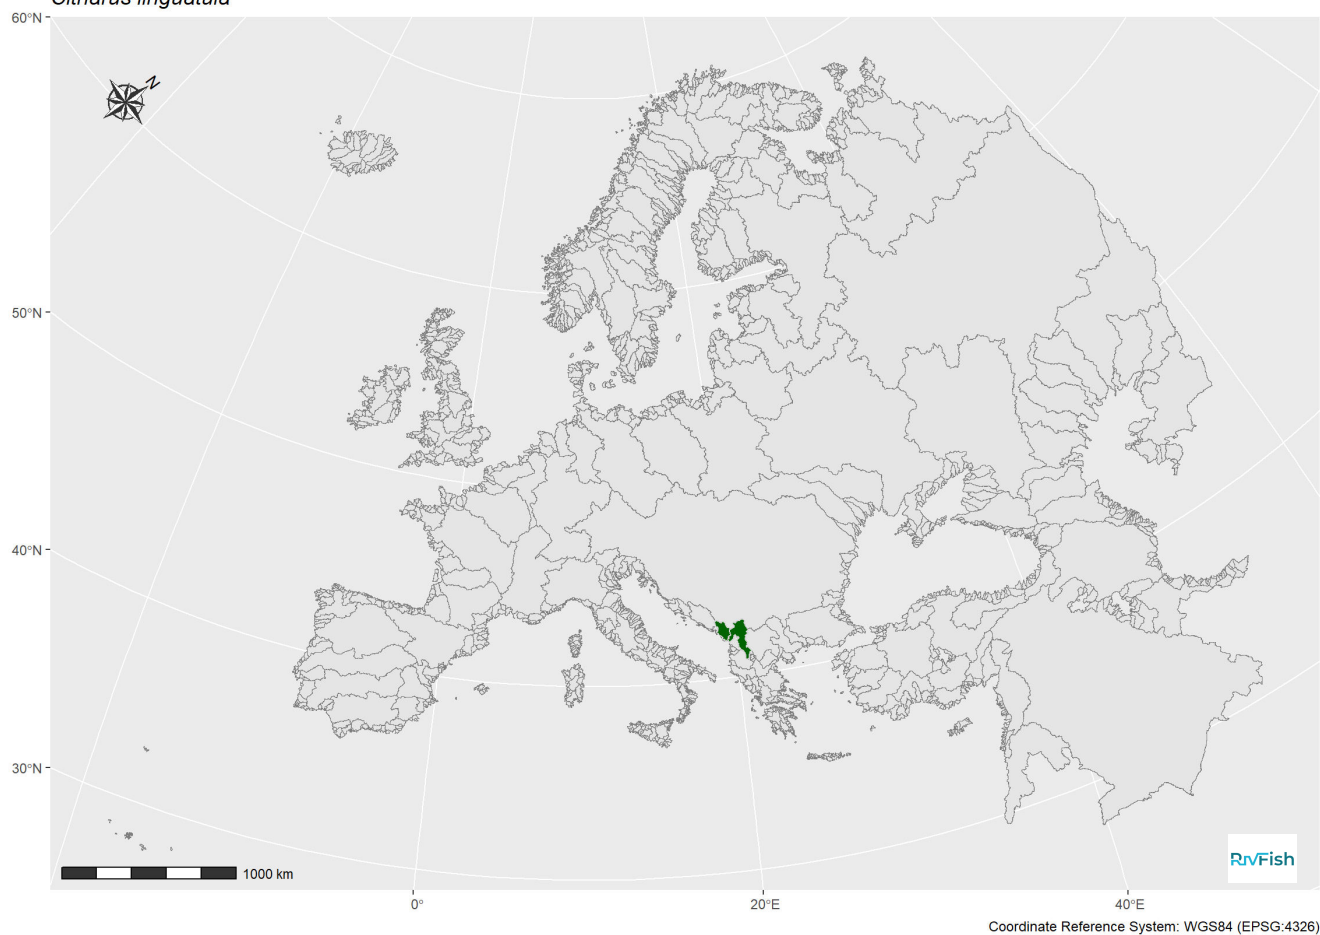 Citharus linguatula
60°N
N
50°N
40°N
30°N
1000 km
RivFish
0°
20°E
40°E
Coordinate Reference System: WGS84 (EPSG:4326)